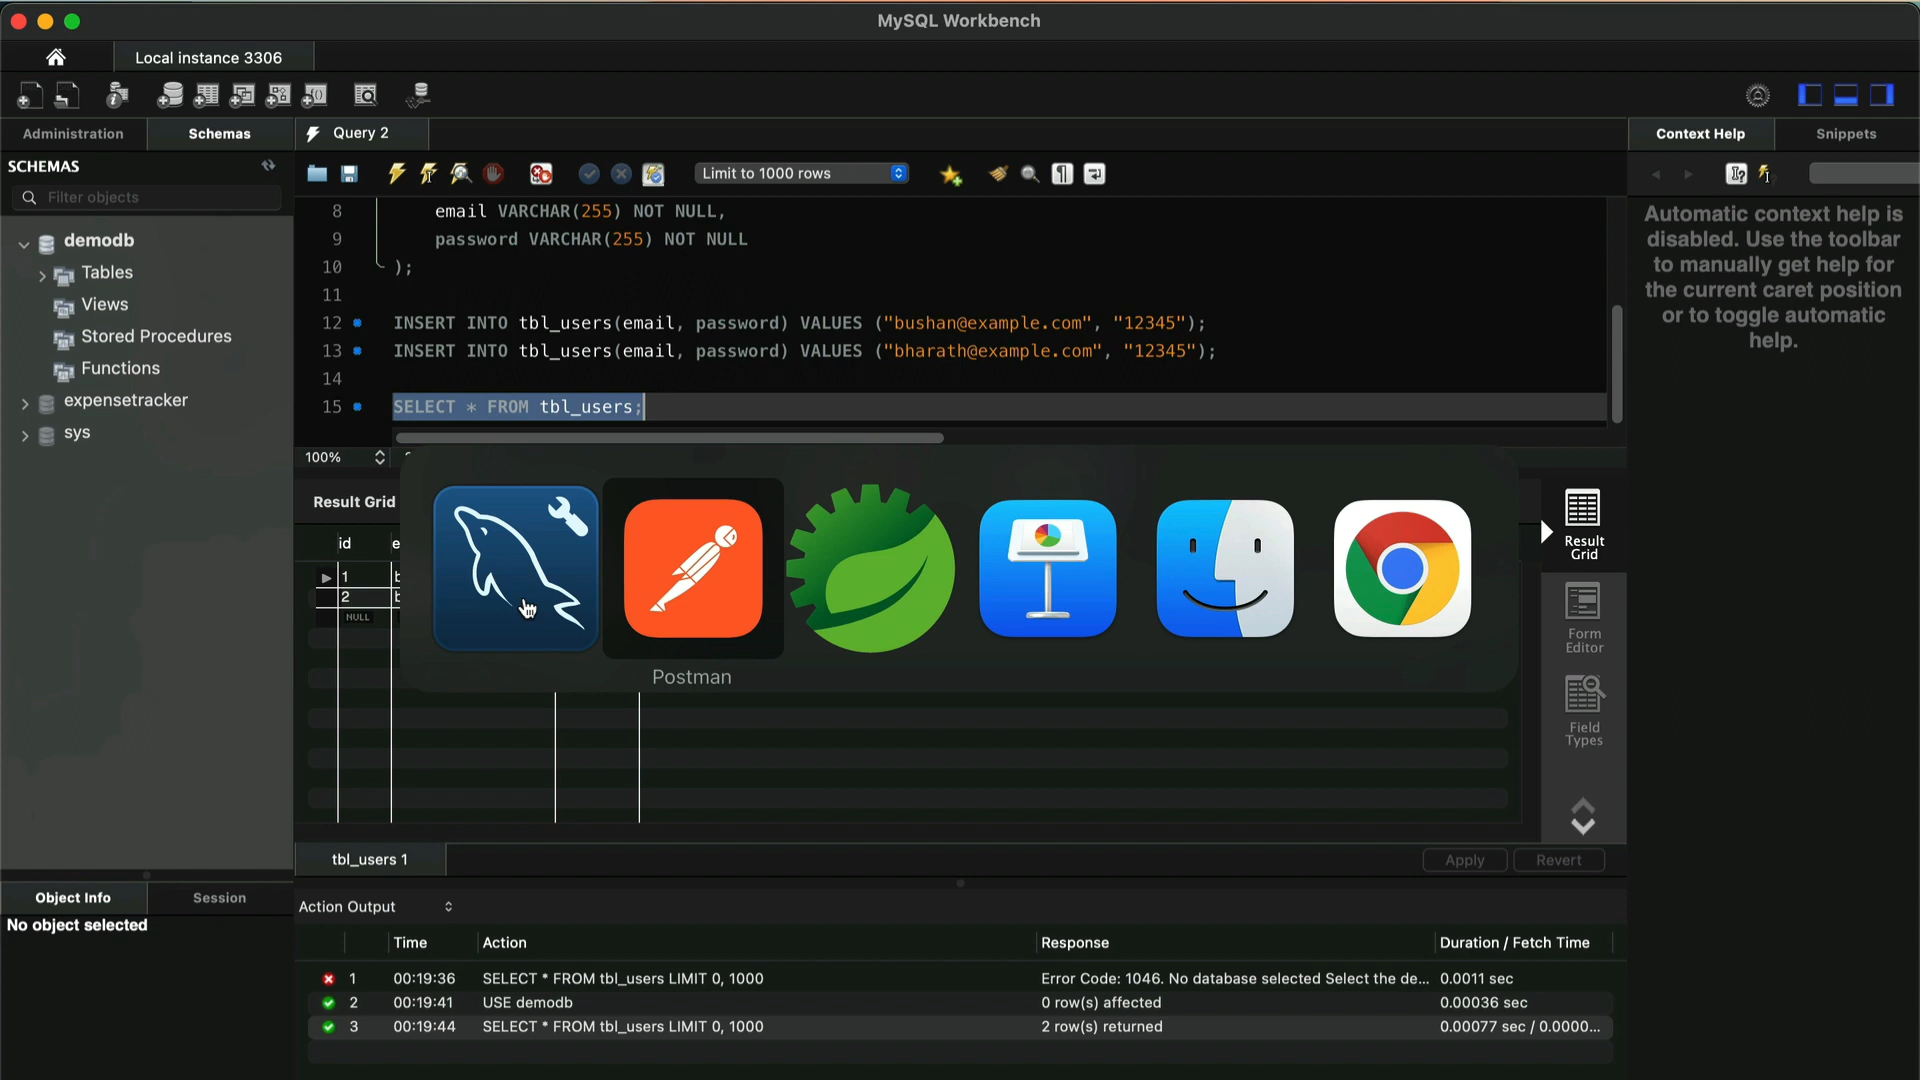 MySQL Workbench
Local instance 3306
Administration
Schemas
Query 2
Context Help
Snippets
SCHEMAS
Limit to 1000 rows
Filter objects
demodb
Tables
Views
Stored Procedures
Functions
expensetracker
sys
8 email VARCHAR(255) NOT NULL,
9 password VARCHAR(255) NOT NULL
10 );
11
12 INSERT INTO tbl_users(email, password) VALUES ("bushan@example.com", "12345");
13 INSERT INTO tbl_users(email, password) VALUES ("bharath@example.com", "12345");
14
15 SELECT * FROM tbl_users;
Automatic context help is
disabled. Use the toolbar
to manually get help for
the current caret position
or to toggle automatic
help.
100%
Result Grid
id e
1 b
2 b
NULL
Postman
Result
Grid
Form
Editor
Field
Types
tbl_users 1
Apply
Revert
Object Info
Session
No object selected
Action Output
Time Action Response Duration / Fetch Time
1 00:19:36 SELECT * FROM tbl_users LIMIT 0, 1000 Error Code: 1046. No database selected Select the de... 0.0011 sec
2 00:19:41 USE demodb 0 row(s) affected 0.00036 sec
3 00:19:44 SELECT * FROM tbl_users LIMIT 0, 1000 2 row(s) returned 0.00077 sec / 0.0000...